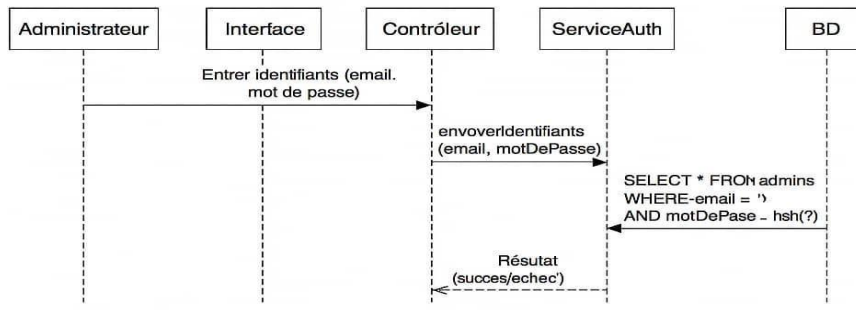 Administrateur
Interface
Contróleur
ServiceAuth
BD
Entrer identifiants (email.
mot de passe)
envoverIdentifiants
(email, motDePasse)
SELECT * FRON admins
WHERE-email = ')
AND motDePase _ hsh(?)
Résutat
(succes/echec')